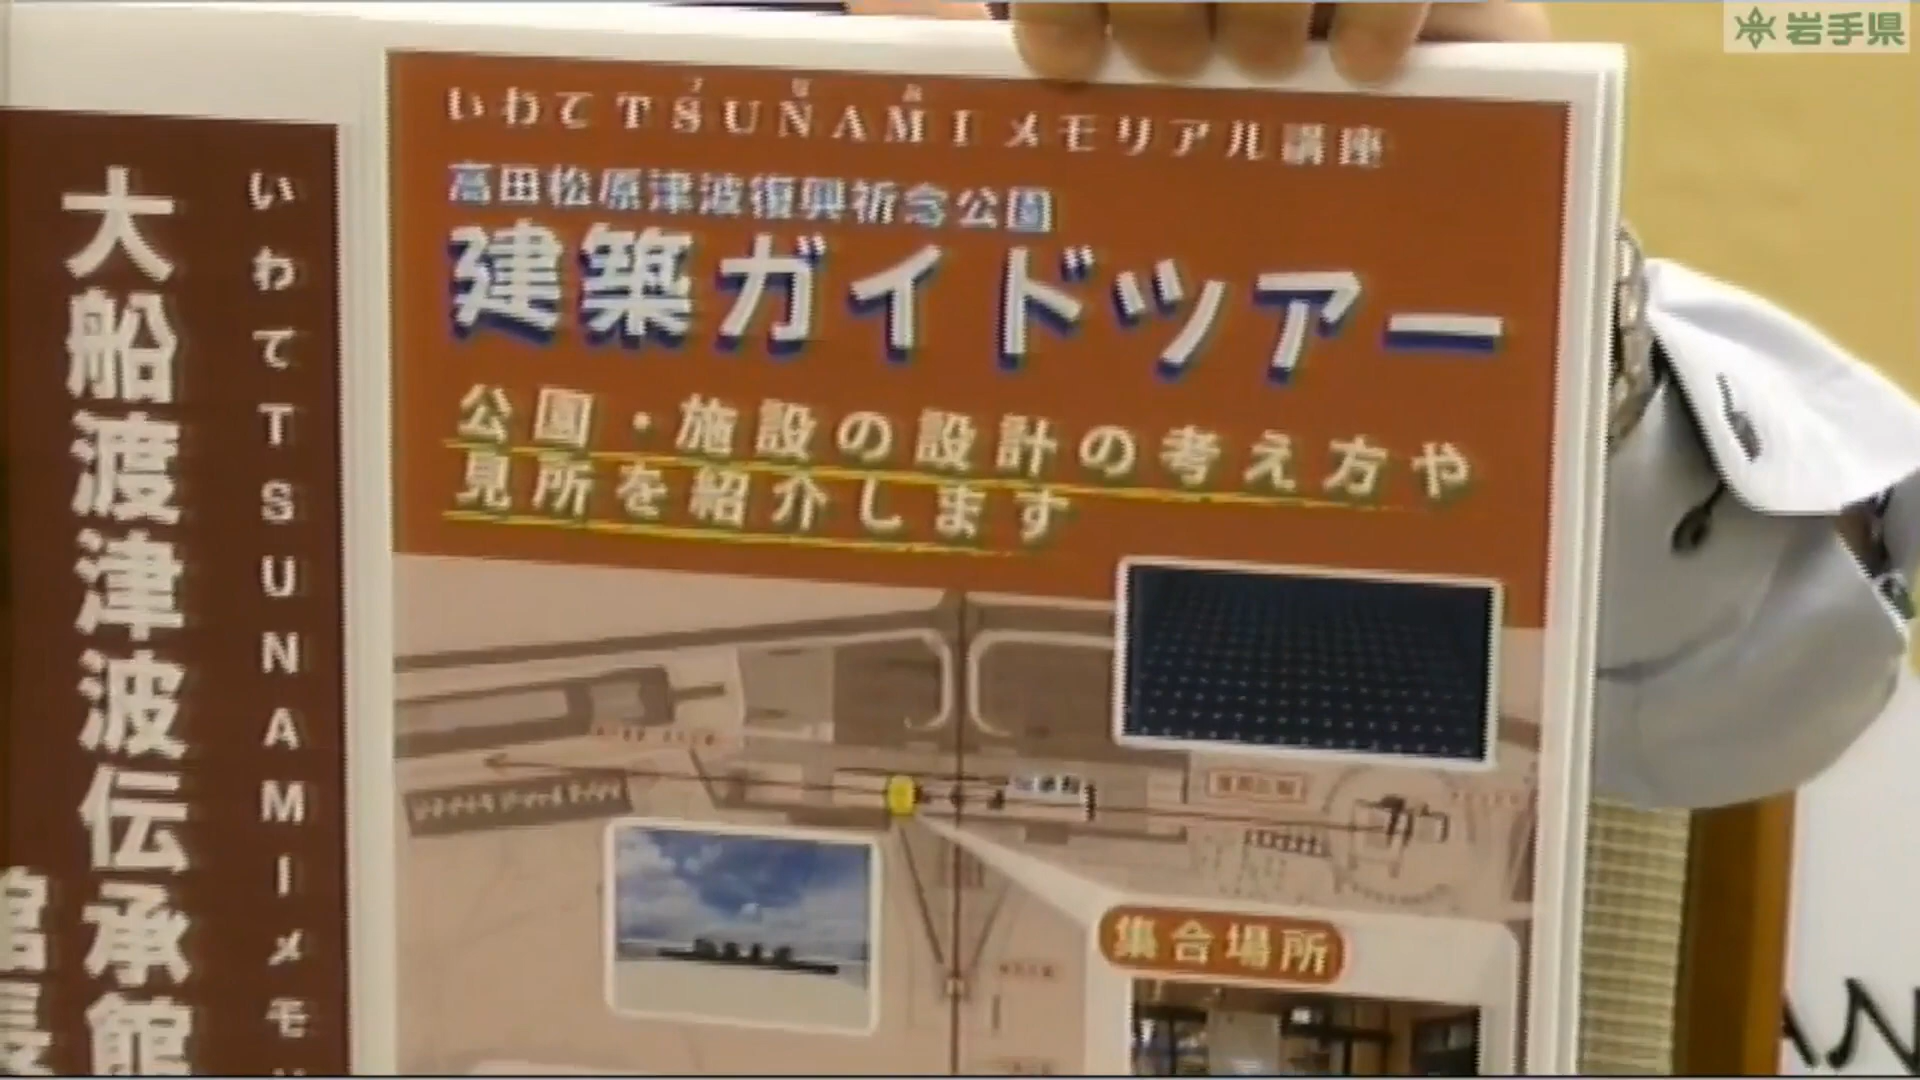 岩手県
いわてTSUNAMIメモリアル講座
高田松原津波復興祈念公園
建築ガイドツアー
公園・施設の設計の考え方や
見所を紹介します
集合場所
いわてTSUNAMIメモリ
大船渡津波伝承館
館長
AN